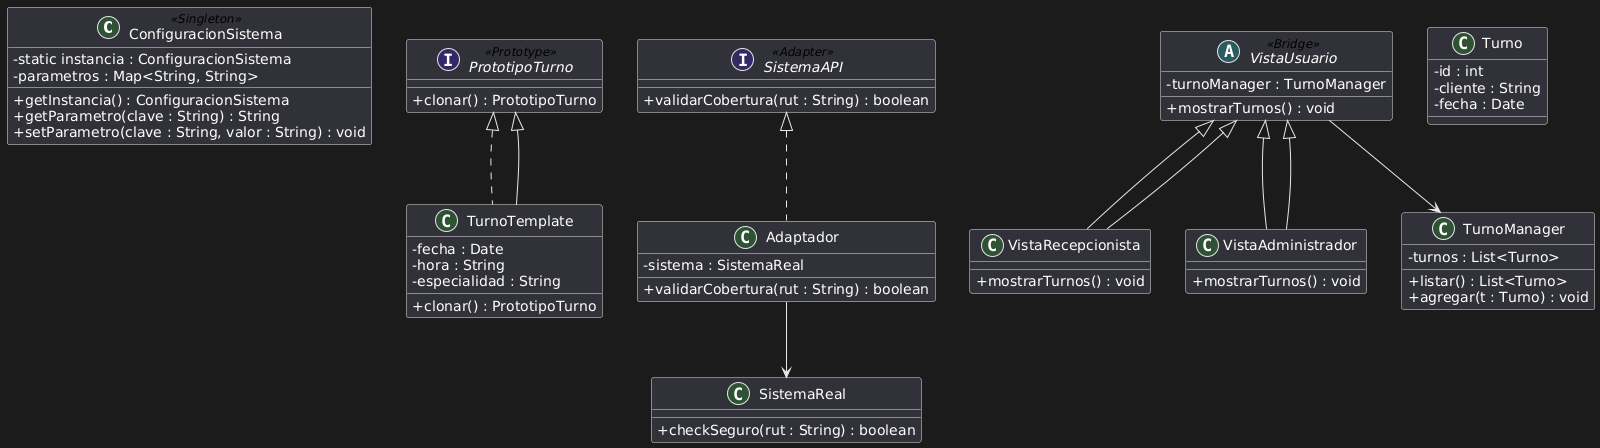 «Singleton»
C ConfiguracionSistema
-static instancia : ConfiguracionSistema
-parametros : Map<String, String>
+getInstancia() : ConfiguracionSistema
+getParametro(clave : String) : String
+setParametro(clave : String, valor : String) : void
«Prototype»
I PrototipoTurno
+clonar() : PrototipoTurno
C TurnoTemplate
-fecha : Date
-hora : String
-especialidad : String
+clonar() : PrototipoTurno
«Adapter»
I SistemaAPI
+validarCobertura(rut : String) : boolean
C Adaptador
-sistema : SistemaReal
+validarCobertura(rut : String) : boolean
C SistemaReal
+checkSeguro(rut : String) : boolean
«Bridge»
A VistaUsuario
-turnoManager : TurnoManager
+mostrarTurnos() : void
C VistaRecepcionista
+mostrarTurnos() : void
C VistaAdministrador
+mostrarTurnos() : void
C TurnoManager
-turnos : List<Turno>
+listar() : List<Turno>
+agregar(t : Turno) : void
C Turno
-id : int
-cliente : String
-fecha : Date